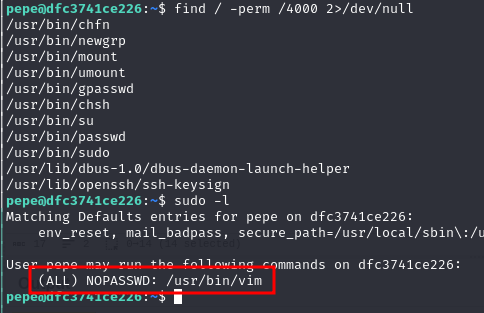 pepe@dfc3741ce226:~$ find / -perm /4000 2>/dev/null
/usr/bin/chfn
/usr/bin/newgrp
/usr/bin/mount
/usr/bin/umount
/usr/bin/gpasswd
/usr/bin/chsh
/usr/bin/su
/usr/bin/passwd
/usr/bin/sudo
/usr/lib/dbus-1.0/dbus-daemon-launch-helper
/usr/lib/openssh/ssh-keysign
pepe@dfc3741ce226:~$ sudo -l
Matching Defaults entries for pepe on dfc3741ce226:
env_reset, mail_badpass, secure_path=/usr/local/sbin\:/u
User pepe may run the following commands on dfc3741ce226:
(ALL) NOPASSWD: /usr/bin/vim
pepe@dfc3741ce226:~$